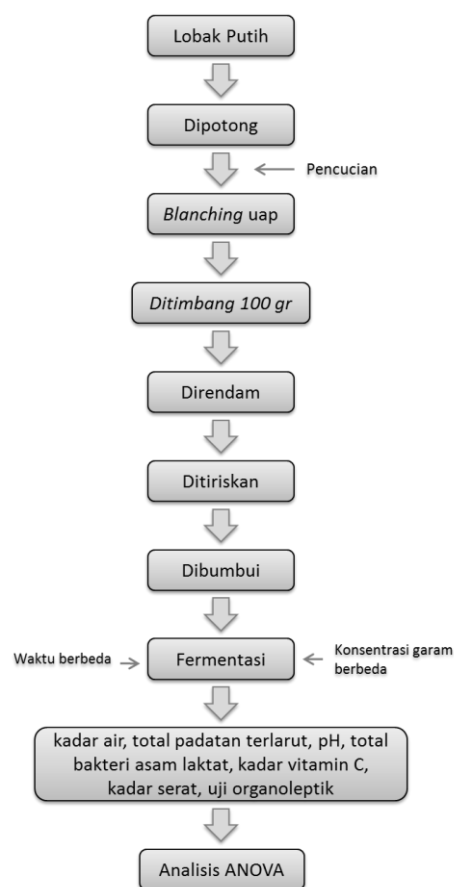 Lobak Putih
Dipotong
Pencucian
Blanching uap
Ditimbang 100 gr
Direndam
Ditiriskan
Dibumbui
Waktu berbeda
Fermentasi
Konsentrasi garam
berbeda
kadar air, total padatan terlarut, pH, total
bakteri asam laktat, kadar vitamin C,
kadar serat, uji organoleptik
Analisis ANOVA